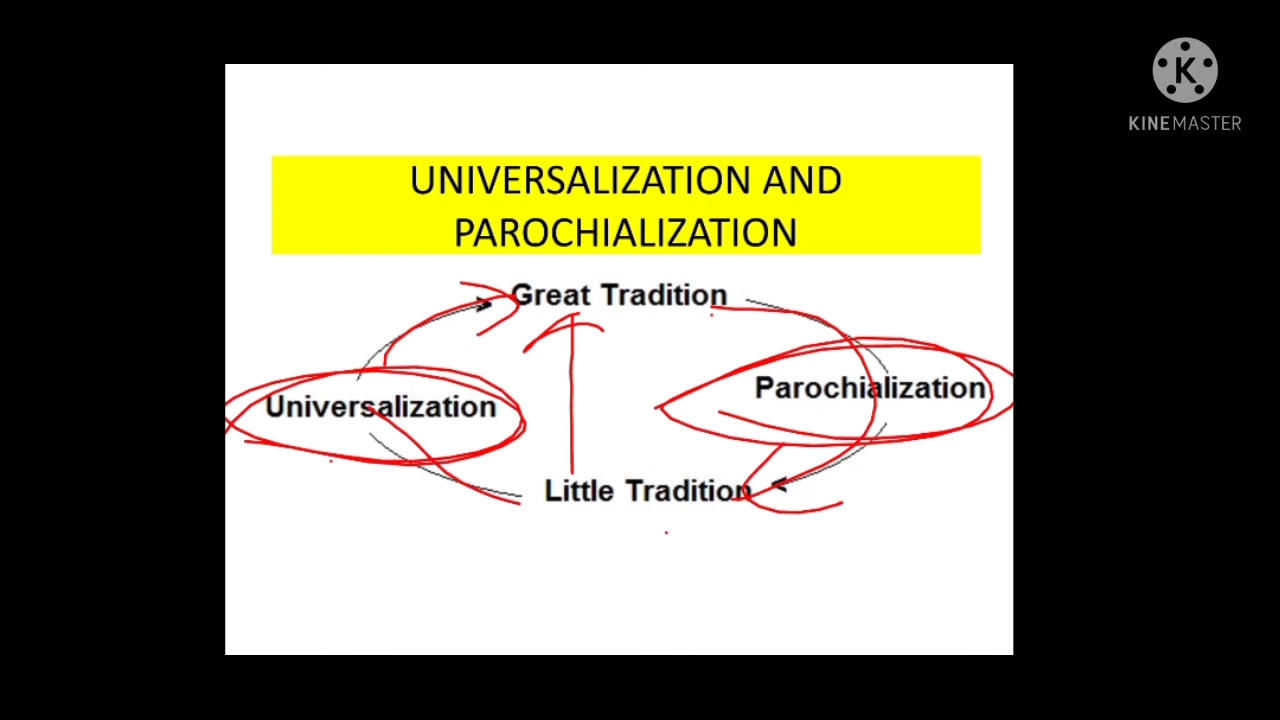 K
KINEMASTER
UNIVERSALIZATION AND
PAROCHIALIZATION
Great Tradition
Parochialization
Universalization
Little Tradition